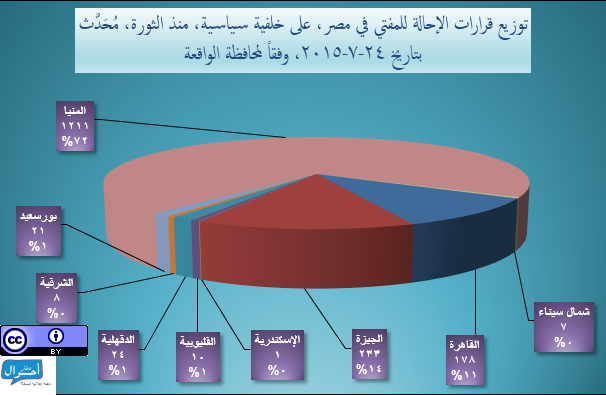 توزيع قرارات الإحالة للمفتي في مصر، على خلفية سياسية، منذ الثورة، مُحَدَّث
بتاريخ ٢٤-٧-٢٠١٥، وفقاً لمحافظة الواقعة
المنيا
١٢١١
%٧٢
بورسعيد
٢١
%١
الشرقية
٨
%٠
الدقهلية
٢٤
%١
القليوبية
١٠
%١
الإسكندرية
١
%٠
الجيزة
٢٣٣
%١٤
القاهرة
١٧٨
%١١
شمال سيناء
٧
%٠
cc
BY